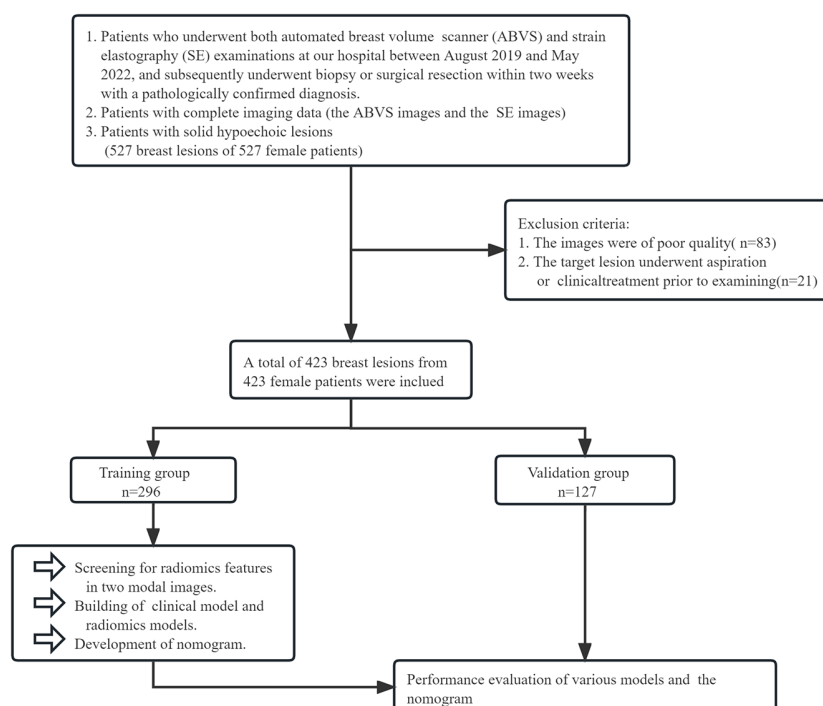 1. Patients who underwent both automated breast volume scanner (ABVS) and strain
elastography (SE) examinations at our hospital between August 2019 and May
2022, and subsequently underwent biopsy or surgical resection within two weeks
with a pathologically confirmed diagnosis.
2. Patients with complete imaging data (the ABVS images and the SE images)
3. Patients with solid hypoechoic lesions
(527 breast lesions of 527 female patients)
Exclusion criteria:
1. The images were of poor quality( n=83)
2. The target lesion underwent aspiration
or clinicaltreatment prior to examining(n=21)
A total of 423 breast lesions from
423 female patients were inclued
Training group
n=296
Validation group
n=127
Screening for radiomics features
in two modal images.
Building of clinical model and
radiomics models.
Development of nomogram.
Performance evaluation of various models and the
nomogram